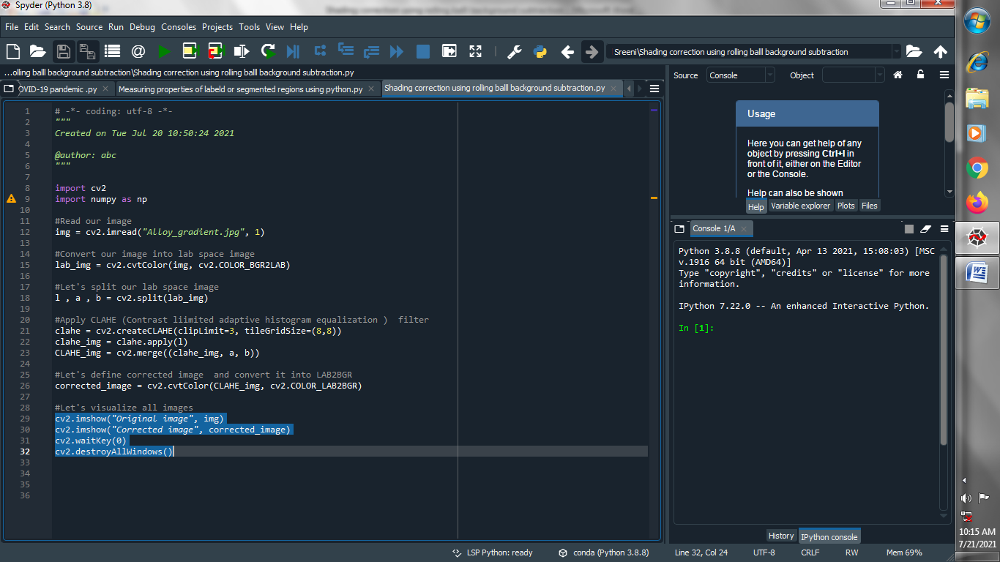 Spyder (Python 3.8)
File Edit Search Source Run Debug Consoles Projects Tools View Help
Sreeni\Shading correction using rolling ball background subtraction
...olling balll background subtraction\Shading correction using rolling balll background subtraction.py
OVID-19 pandemic .py
Measuring properties of labeld or segmented regions using python.py
Shading correction using rolling balll background subtraction.py
1 # -*- coding: utf-8 -*-
2 """
3 Created on Tue Jul 20 10:50:24 2021
4
5 @author: abc
6 """
7
8 import cv2
9 import numpy as np
10
11 #Read our image
12 img = cv2.imread("Alloy_gradient.jpg", 1)
13
14 #Convert our image into lab space image
15 lab_img = cv2.cvtColor(img, cv2.COLOR_BGR2LAB)
16
17 #Let's split our lab space image
18 l , a , b = cv2.split(lab_img)
19
20 #Apply CLAHE (Contrast liimited adaptive histogram equalization )  filter
21 clahe = cv2.createCLAHE(clipLimit=3, tileGridSize=(8,8))
22 clahe_img = clahe.apply(l)
23 CLAHE_img = cv2.merge((clahe_img, a, b))
24
25 #Let's define corrected image  and convert it into LAB2BGR
26 corrected_image = cv2.cvtColor(CLAHE_img, cv2.COLOR_LAB2BGR)
27
28 #Let's visualize all images
29 cv2.imshow("Original image", img)
30 cv2.imshow("Corrected image", corrected_image)
31 cv2.waitKey(0)
32 cv2.destroyAllWindows()
33
34
35
36
Source Console Object
Usage
Here you can get help of any
object by pressing Ctrl+I in
front of it, either on the Editor
or the Console.
Help can also be shown
Help Variable explorer Plots Files
Console 1/A
Python 3.8.8 (default, Apr 13 2021, 15:08:03) [MSC
v.1916 64 bit (AMD64)]
Type "copyright", "credits" or "license" for more
information.
IPython 7.22.0 -- An enhanced Interactive Python.
In [1]:
History IPython console
LSP Python: ready conda (Python 3.8.8) Line 32, Col 24 UTF-8 CRLF RW Mem 69%
10:15 AM
7/21/2021